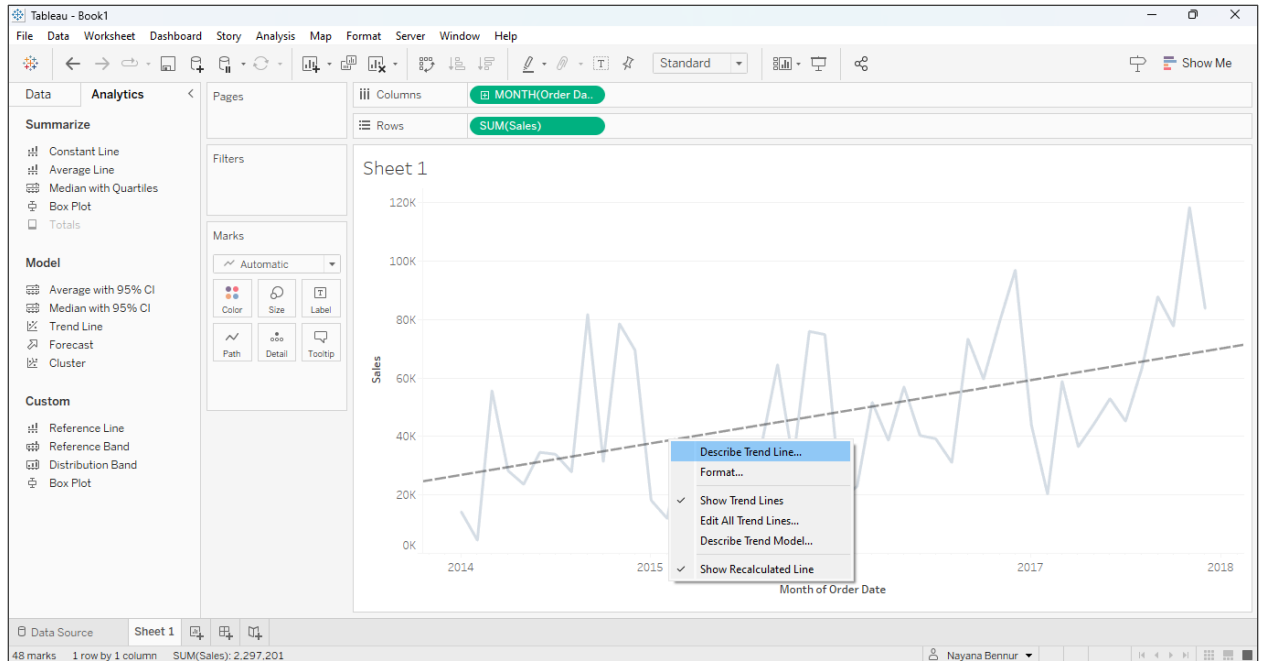 Tableau - Book1
File Data Worksheet Dashboard Story Analysis Map Format Server Window Help
Standard
Show Me
Data Analytics
Summarize
Constant Line
Average Line
Median with Quartiles
Box Plot
Totals
Model
Average with 95% CI
Median with 95% CI
Trend Line
Forecast
Cluster
Custom
Reference Line
Reference Band
Distribution Band
Box Plot
Pages
Filters
Marks
Automatic
Color Size Label
Path Detail Tooltip
Columns MONTH(Order Da..
Rows SUM(Sales)
Sheet 1
120K
100K
80K
60K
40K
20K
0K
Sales
Describe Trend Line...
Format...
Show Trend Lines
Edit All Trend Lines...
Describe Trend Model...
Show Recalculated Line
2014 2015 2017 2018
Month of Order Date
Data Source Sheet 1
48 marks 1 row by 1 column SUM(Sales): 2,297,201
Nayana Bennur